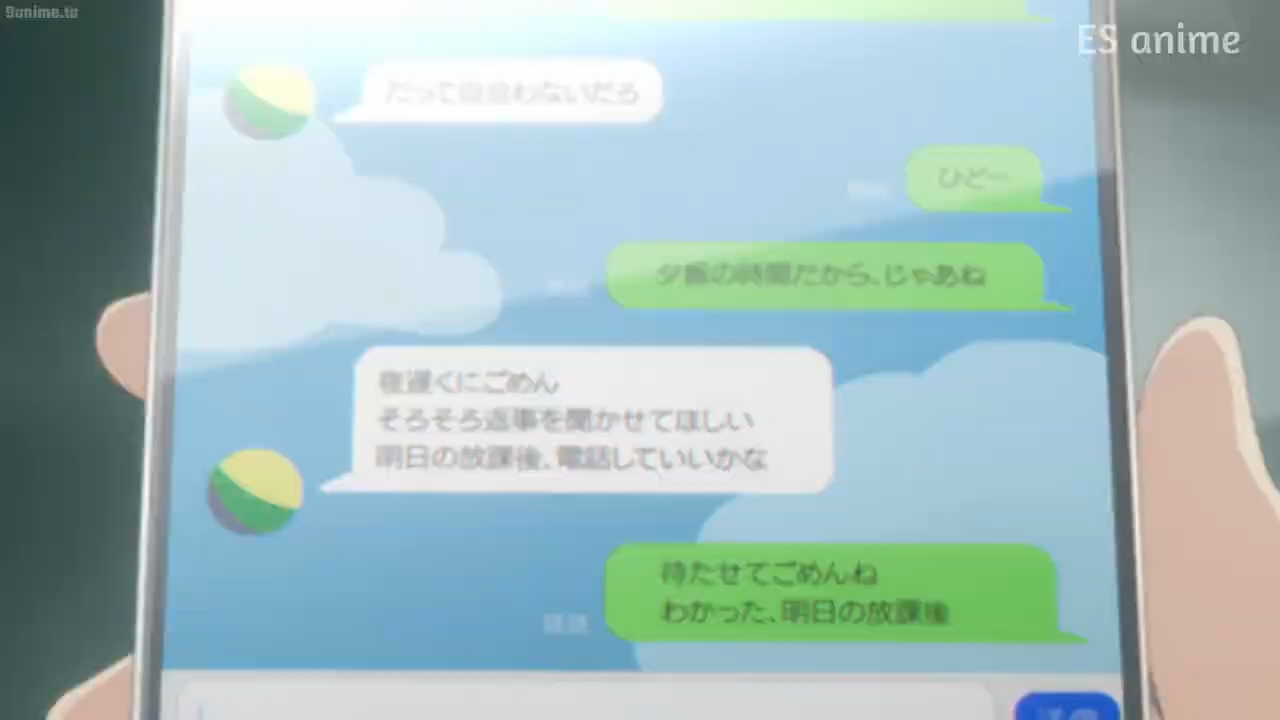 9anime.to
ES anime
だって似合わないだろ
ひどー
夕飯の時間だから、じゃあね
夜遅くにごめん
そろそろ返事を聞かせてほしい
明日の放課後、電話していいかな
待たせてごめんね
わかった、明日の放課後